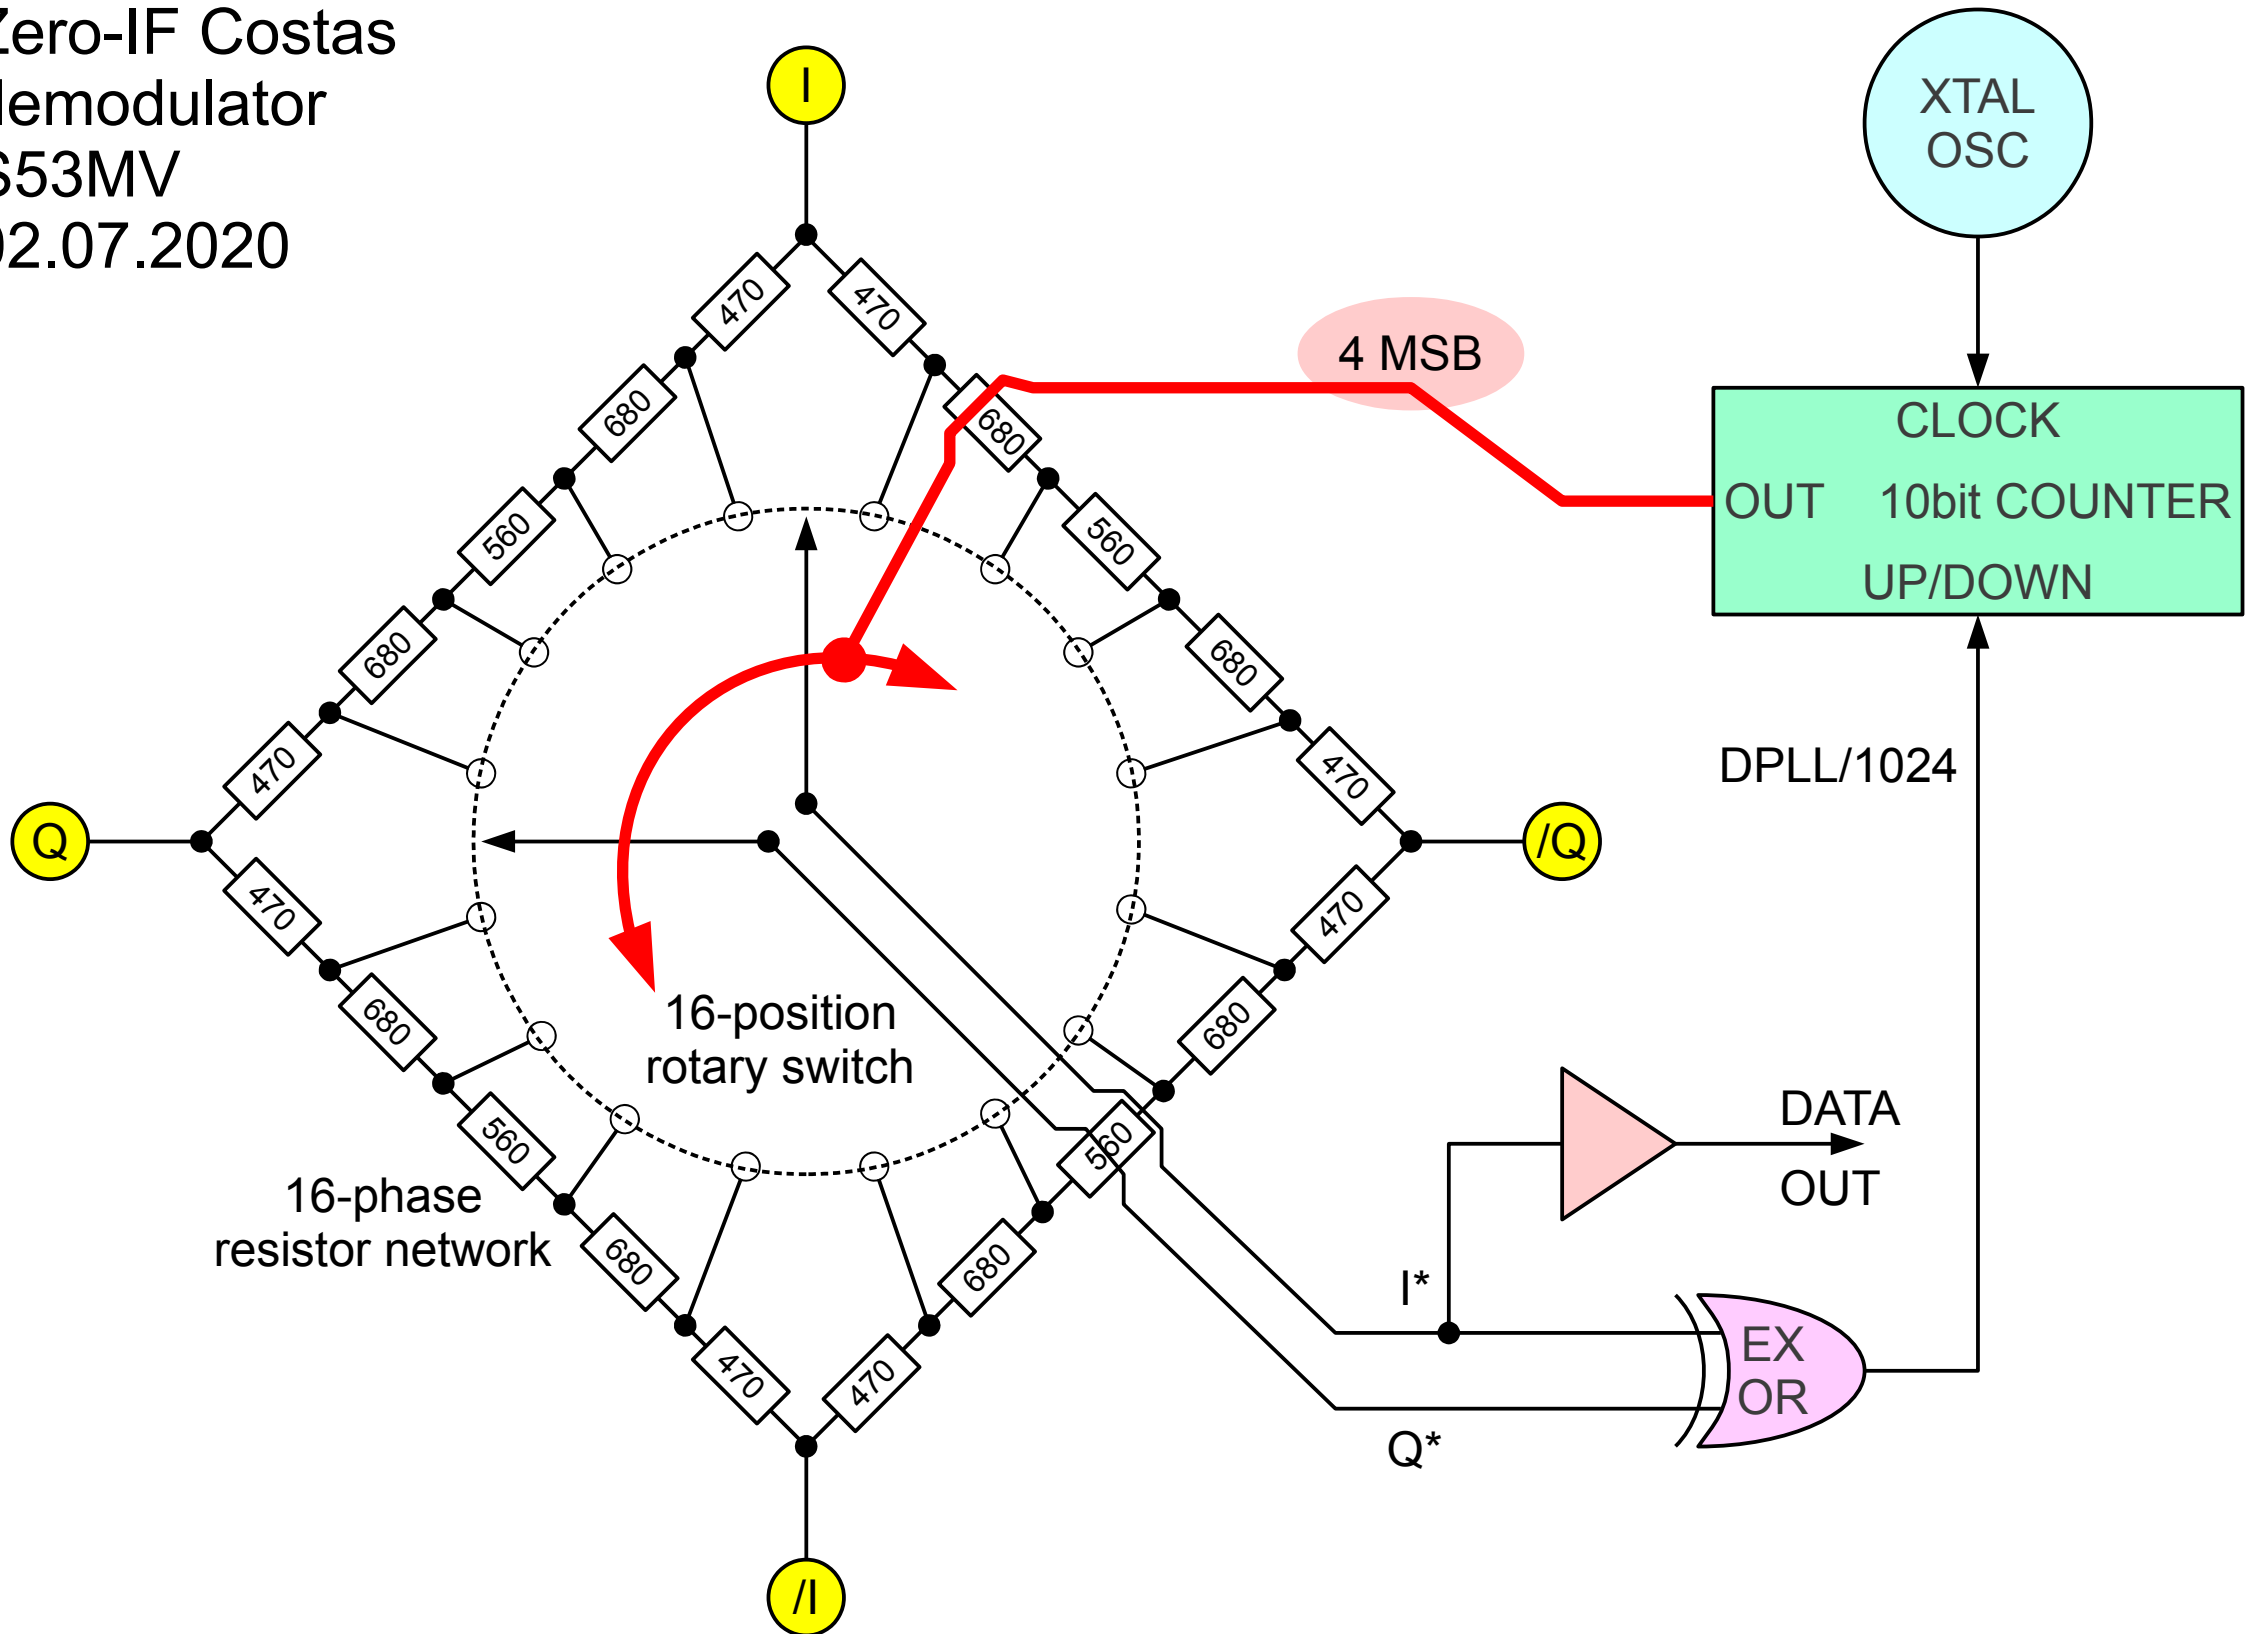 Zero-IF Costas
demodulator
S53MV
02.07.2020
I
XTAL
OSC
470
470
680
680
4 MSB
CLOCK
OUT 10bit COUNTER
UP/DOWN
560
560
680
680
470
470
DPLL/1024
Q
/Q
470
470
680
680
16-position
rotary switch
560
560
DATA
OUT
16-phase
resistor network
680
680
I*
470
470
EX
OR
Q*
/I